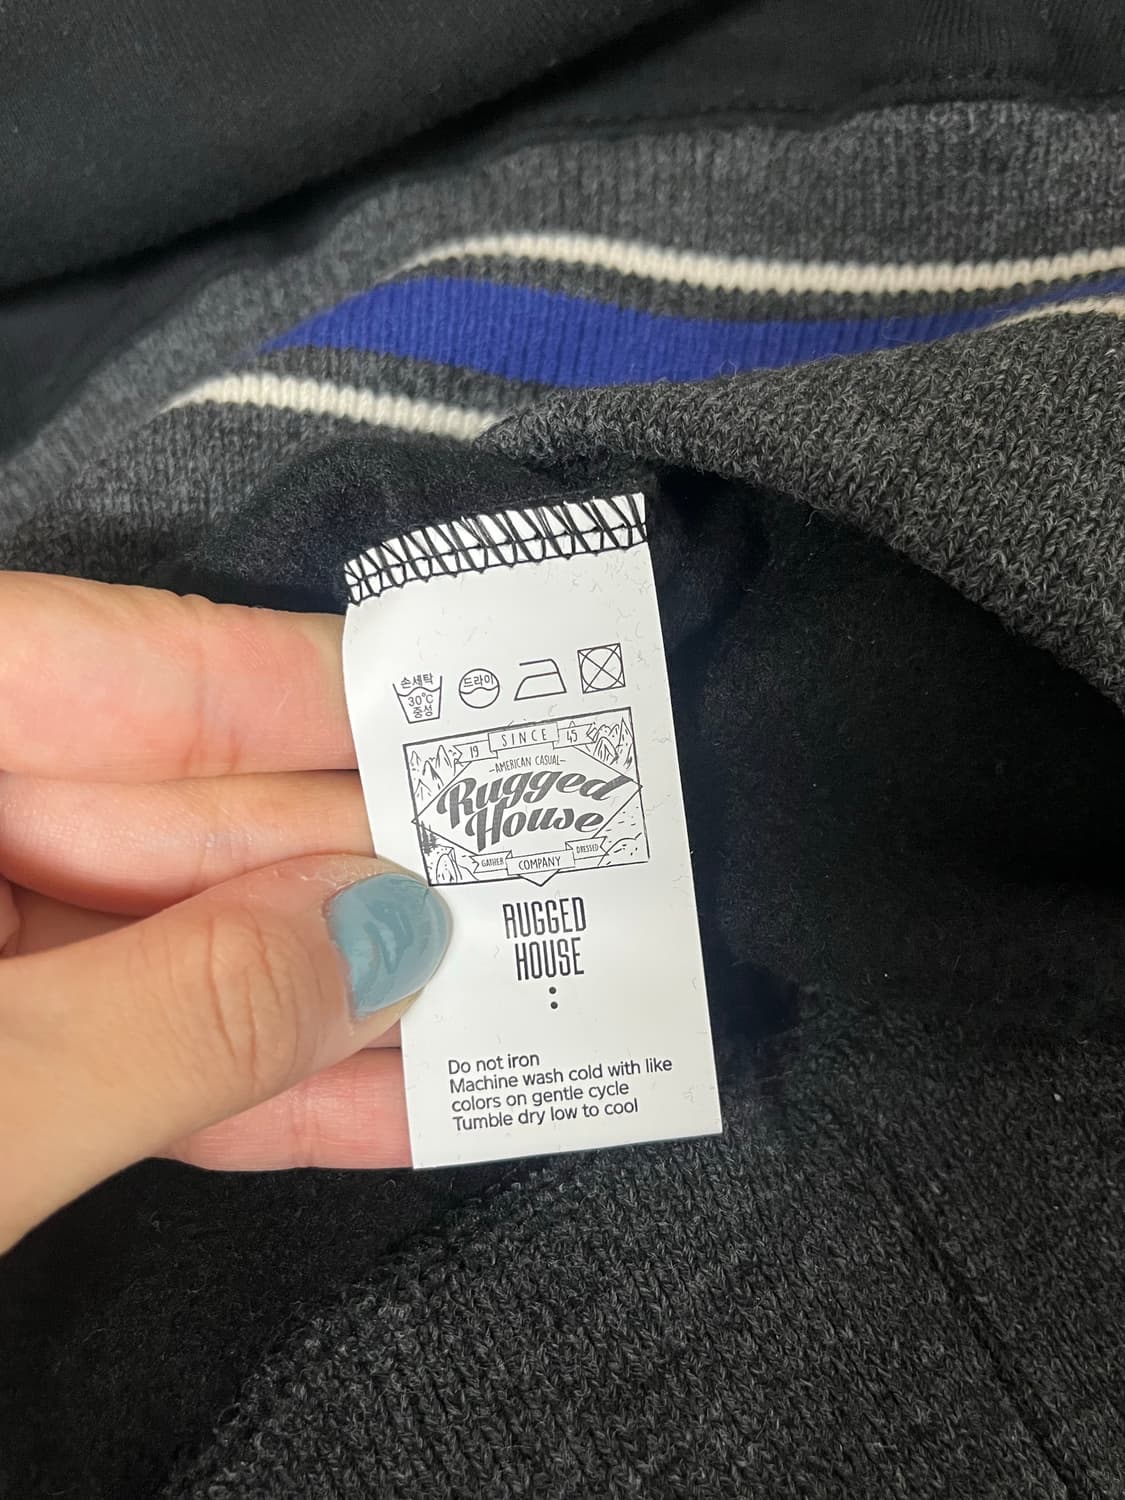 손세탁
30℃
중성
드라이
SINCE
19 45
-AMERICAN CASUAL-
Rugged
House
GATHER COMPANY DRESSED
RUGGED
HOUSE
:
Do not iron
Machine wash cold with like
colors on gentle cycle
Tumble dry low to cool